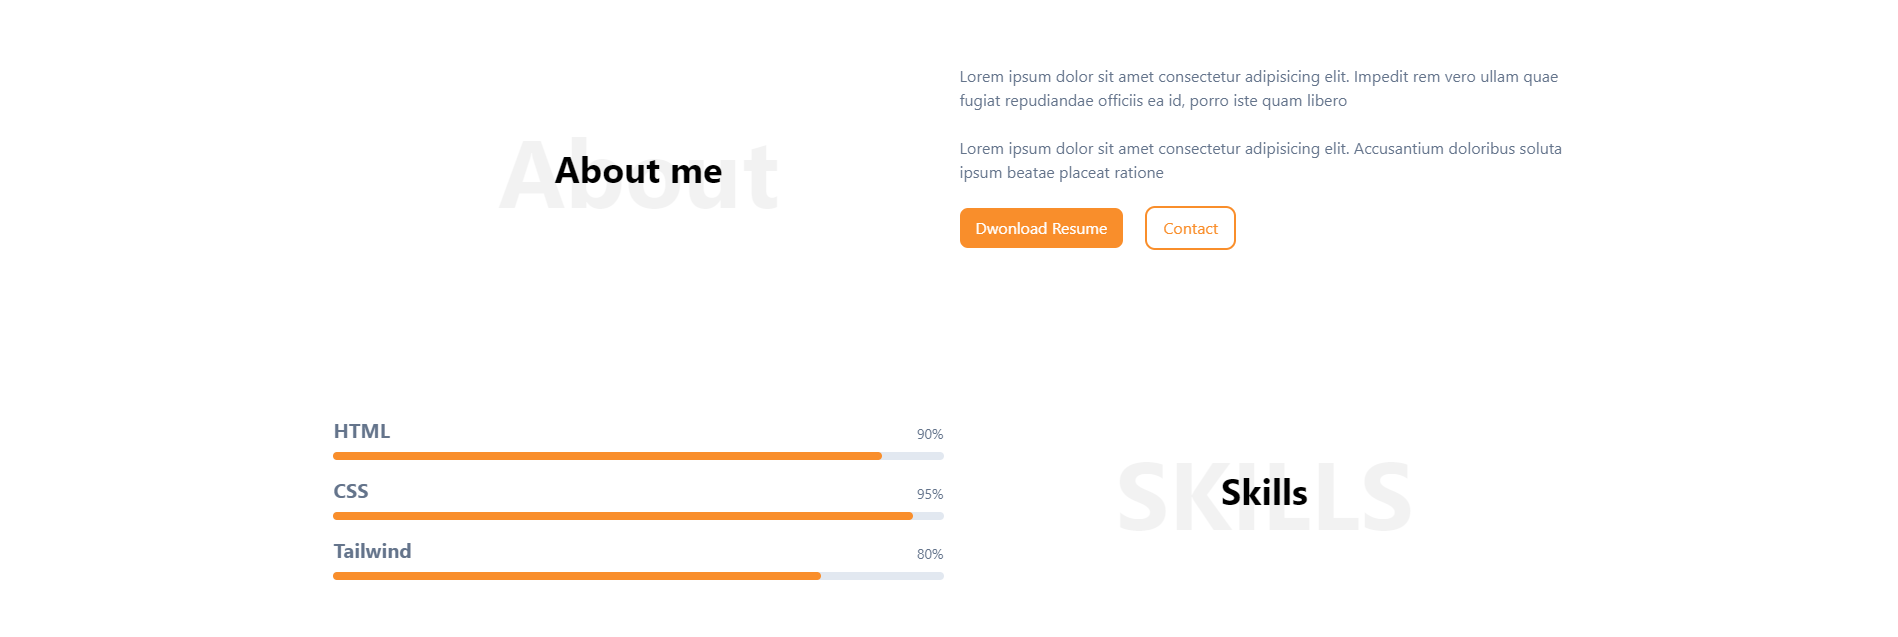 About
About me
Lorem ipsum dolor sit amet consectetur adipisicing elit. Impedit rem vero ullam quae
fugiat repudiandae officiis ea id, porro iste quam libero
Lorem ipsum dolor sit amet consectetur adipisicing elit. Accusantium doloribus soluta
ipsum beatae placeat ratione
Dwonload Resume
Contact
HTML
90%
CSS
95%
Tailwind
80%
SKILLS
Skills